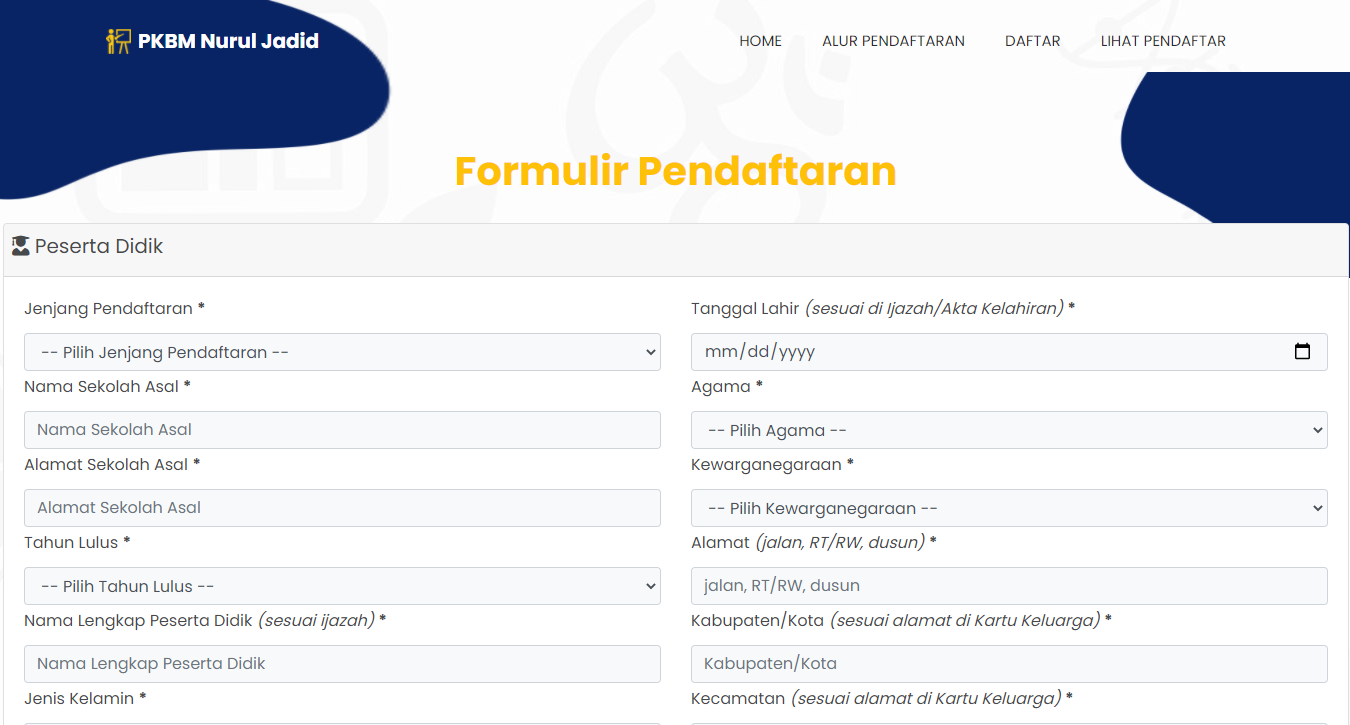 PKBM Nurul Jadid
HOME ALUR PENDAFTARAN DAFTAR LIHAT PENDAFTAR
Formulir Pendaftaran
Peserta Didik
Jenjang Pendaftaran *
-- Pilih Jenjang Pendaftaran --
Nama Sekolah Asal *
Nama Sekolah Asal
Alamat Sekolah Asal *
Alamat Sekolah Asal
Tahun Lulus *
-- Pilih Tahun Lulus --
Nama Lengkap Peserta Didik (sesuai ijazah) *
Nama Lengkap Peserta Didik
Jenis Kelamin *
Tanggal Lahir (sesuai di Ijazah/Akta Kelahiran) *
mm/dd/yyyy
Agama *
-- Pilih Agama --
Kewarganegaraan *
-- Pilih Kewarganegaraan --
Alamat (jalan, RT/RW, dusun) *
jalan, RT/RW, dusun
Kabupaten/Kota (sesuai alamat di Kartu Keluarga) *
Kabupaten/Kota
Kecamatan (sesuai alamat di Kartu Keluarga) *